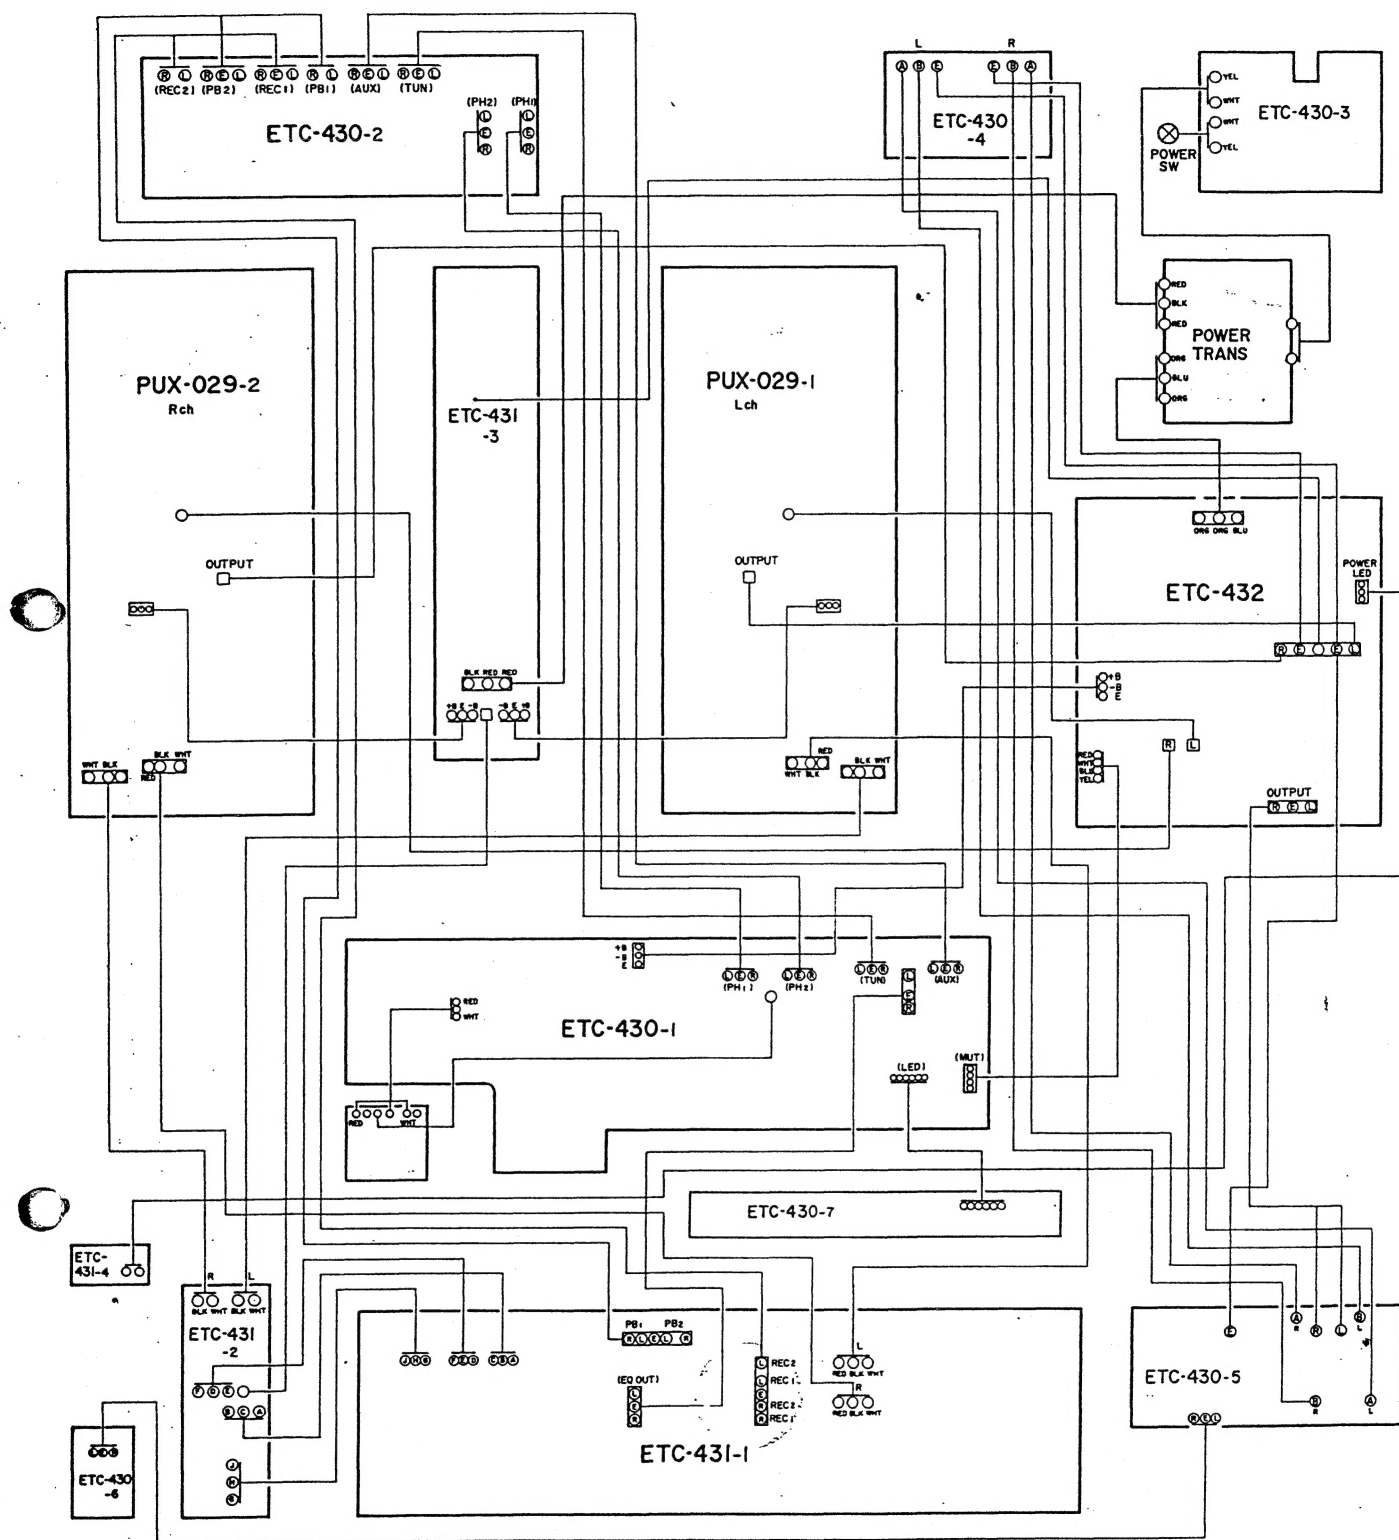 L R
R L R E L R E L R L R E L R E L
(REC2) (PB2) (REC1) (PB1) (AUX) (TUN)
(PH2) (PH1)
L L
E E
R R
ETC-430-2
A B E E B A
ETC-430
-4
YEL
WHT
WHT
YEL
ETC-430-3
POWER
SW
RED
BLK
RED
ORG
BLU
ORG
POWER
TRANS
PUX-029-2
Rch
ETC-431
-3
PUX-029-1
Lch
OUTPUT
OUTPUT
ORG ORG BLU
POWER
LED
ETC-432
R E E L
+B
-B
E
R L
RED
WHT
BLK
YEL
OUTPUT
R E L
BLK RED RED
+B E -B
-B E +B
WHT BLK
BLK WHT
RED
RED
WHT BLK
BLK WHT
+B
-B
E
L E R
(PH1)
L E R
(PH2)
L E R
(TUN)
L E R
(AUX)
L
E
R
RED
WHT
ETC-430-1
(LED)
(MUT)
RED WHT
ETC-430-7
ETC-
431-4
R L
BLK WHT BLK WHT
ETC-431
-2
F E
B C A
J
H
G
ETC-430
-6
J H G
F E D
PB1 PB2
R L E L R
(EQ OUT)
L
E
R
L REC2
L REC1
E
R REC2
R REC1
L
RED BLK WHT
R
RED BLK WHT
ETC-431-1
E
A
R
R
L
B
L
ETC-430-5
B
R
A
L
R E L